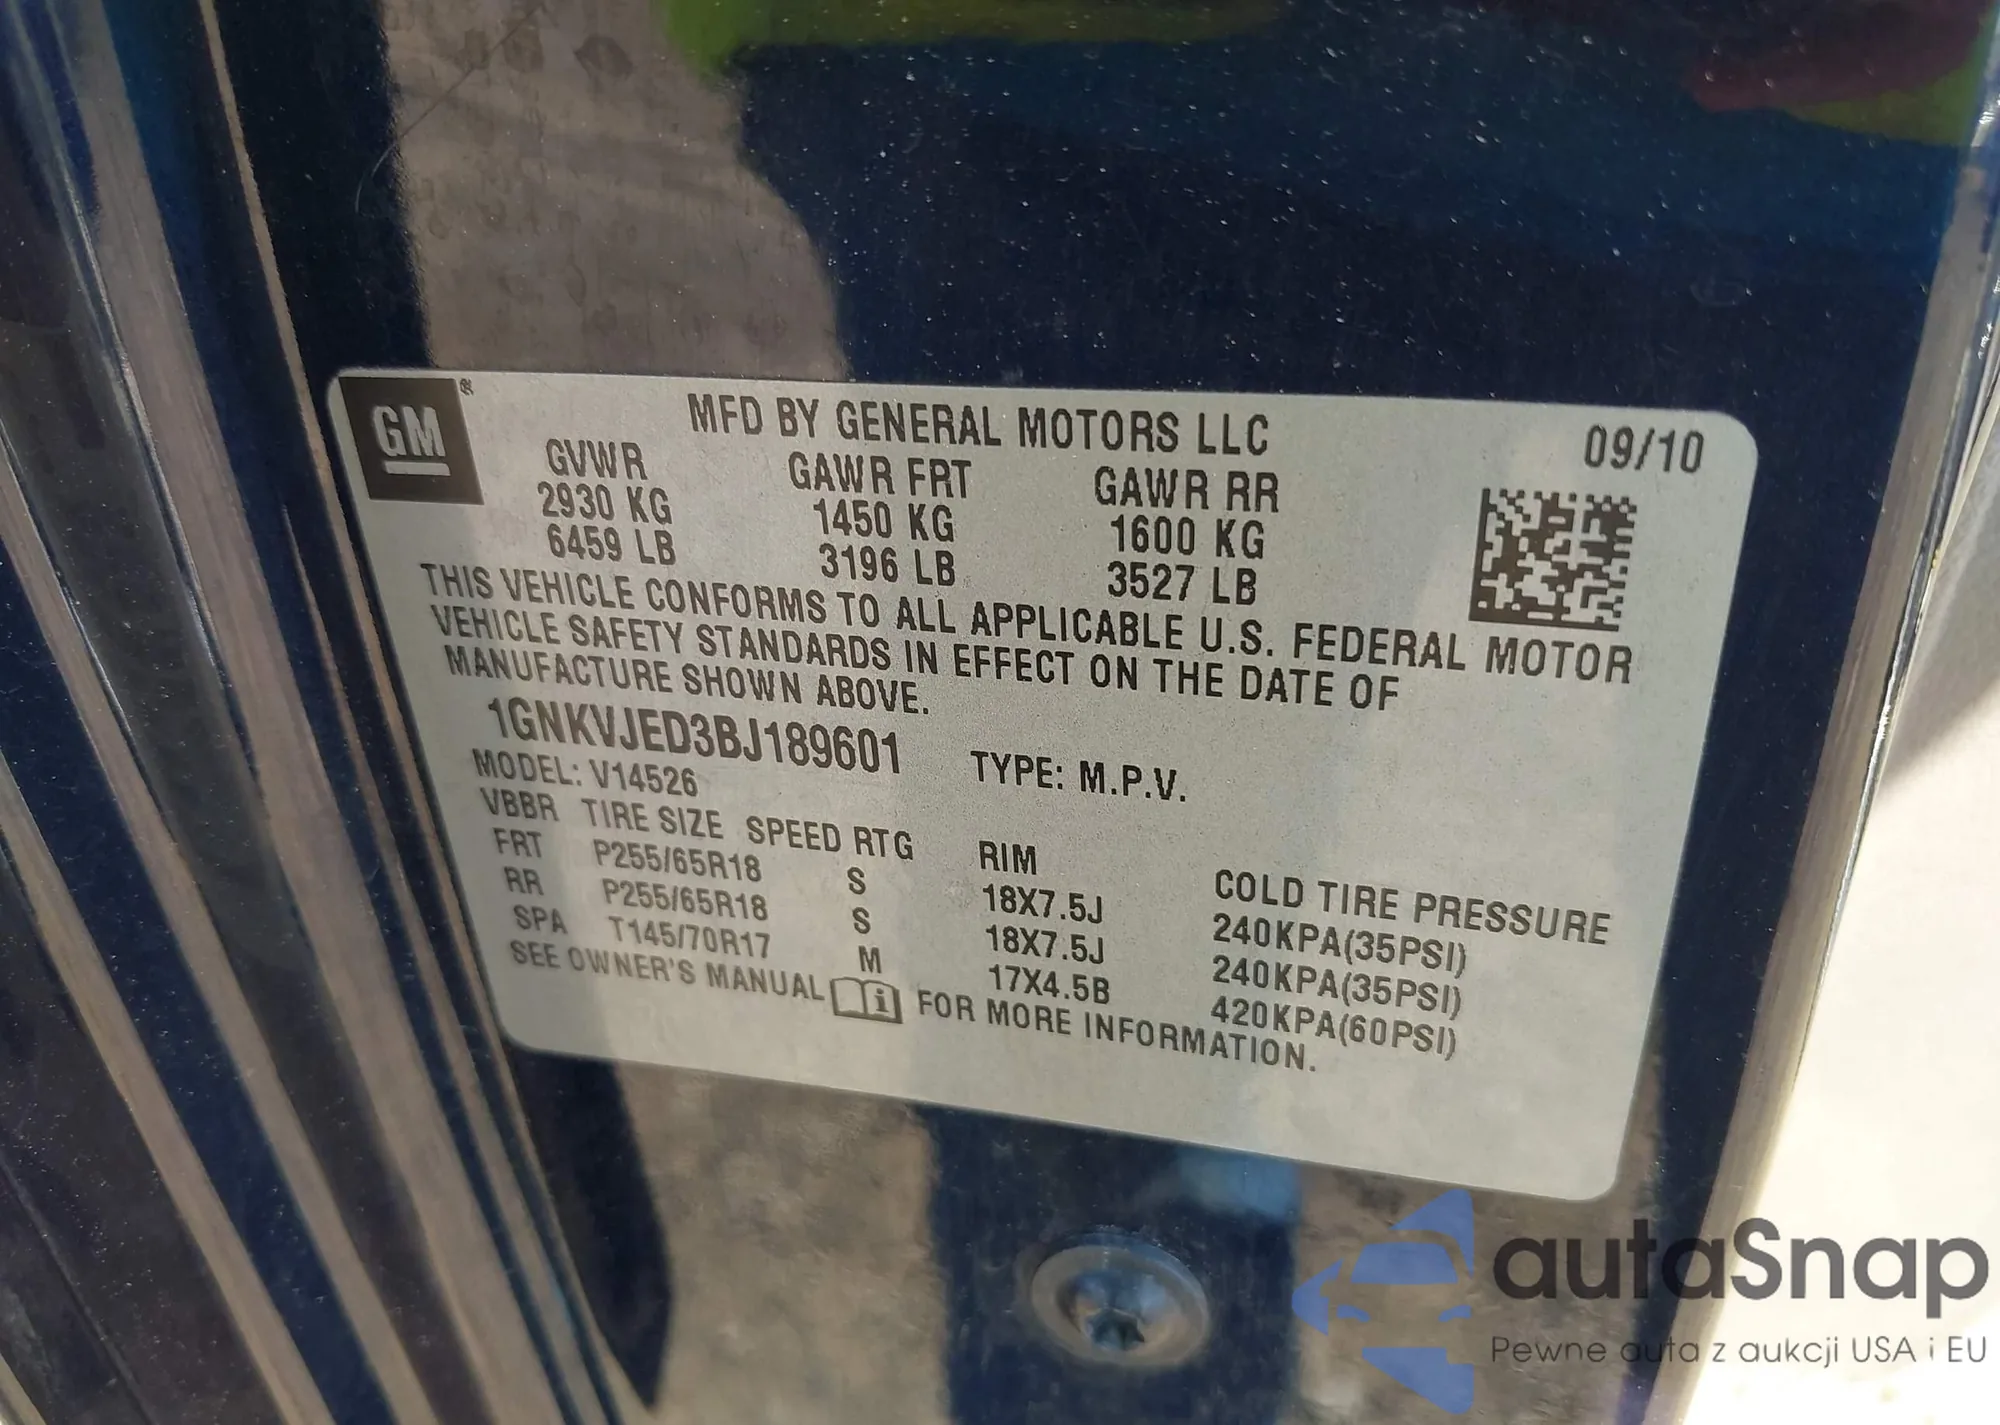 GM®
MFD BY GENERAL MOTORS LLC 09/10
GVWR GAWR FRT GAWR RR
2930 KG 1450 KG 1600 KG
6459 LB 3196 LB 3527 LB
THIS VEHICLE CONFORMS TO ALL APPLICABLE U.S. FEDERAL MOTOR
VEHICLE SAFETY STANDARDS IN EFFECT ON THE DATE OF
MANUFACTURE SHOWN ABOVE.
1GNKVJED3BJ189601 TYPE: M.P.V.
MODEL: V14526
VBBR TIRE SIZE SPEED RTG RIM COLD TIRE PRESSURE
FRT P255/65R18 S 18X7.5J 240KPA(35PSI)
RR P255/65R18 S 18X7.5J 240KPA(35PSI)
SPA T145/70R17 M 17X4.5B 420KPA(60PSI)
SEE OWNER'S MANUAL i FOR MORE INFORMATION.
autaSnap
Pewne auta z aukcji USA i EU